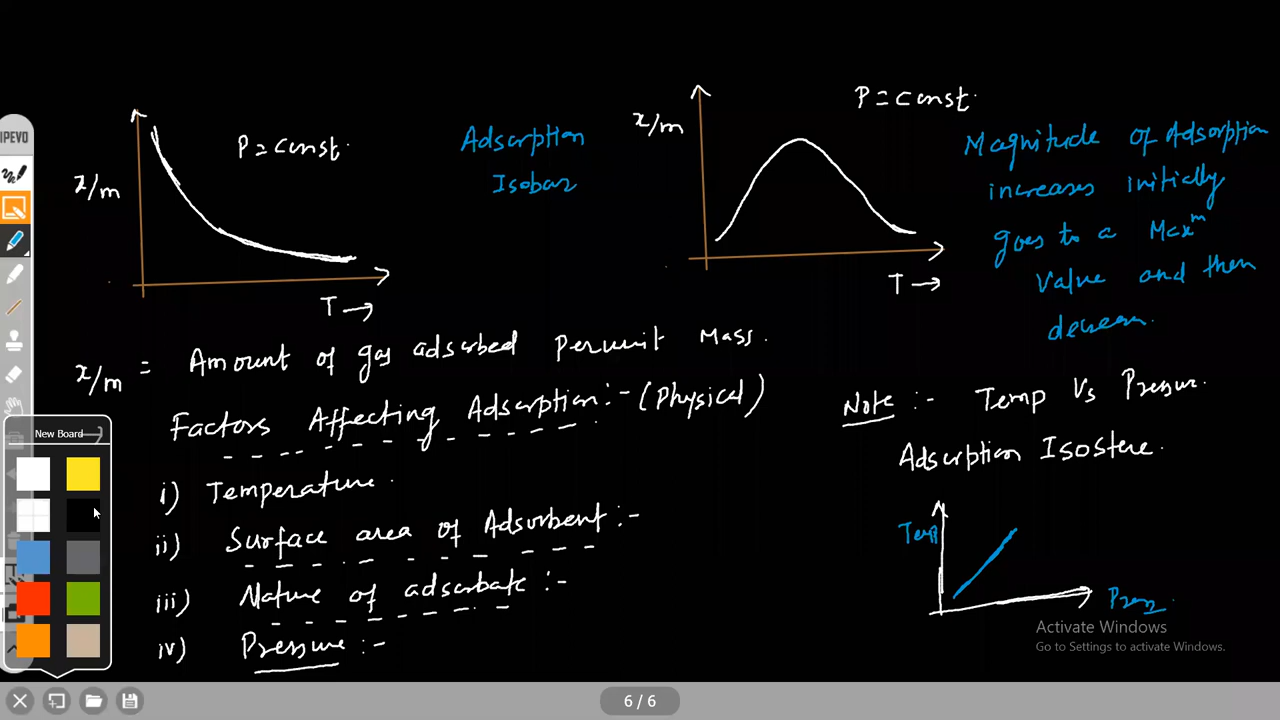 IPEVO
P = const.
x/m
T →
Adsorption
Isobar
P = const.
x/m
T →
Magnitude of Adsorption
increases initially
goes to a Maxᵐ
Value and then
decrease.
x/m = Amount of gas adsorbed per unit Mass.
Factors Affecting Adsorption :- (Physical)
i) Temperature.
ii) Surface area of Adsorbent :-
iii) Nature of adsorbate :-
iv) Pressure :-
Note :- Temp Vs Pressure.
Adsorption Isostere.
Temp
Press.
New Board
Activate Windows
Go to Settings to activate Windows.
6 / 6